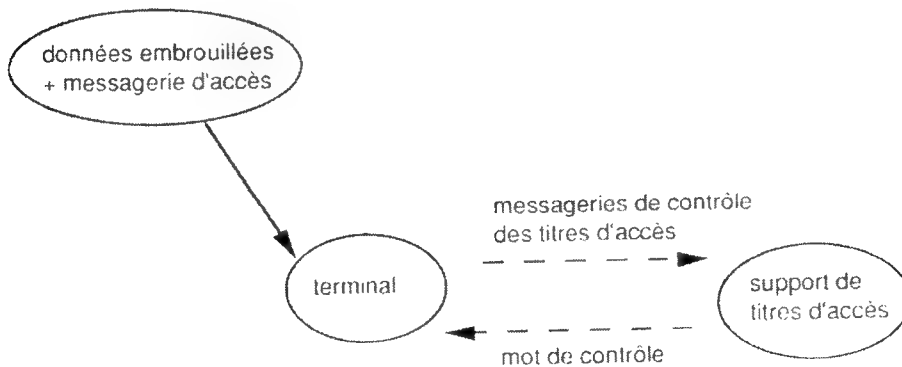 données embrouillées
+ messagerie d'accès
messageries de contrôle
des titres d'accès
terminal
support de
titres d'accès
mot de contrôle